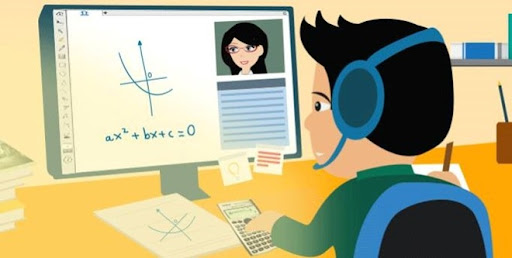 ax² + bx + c = 0